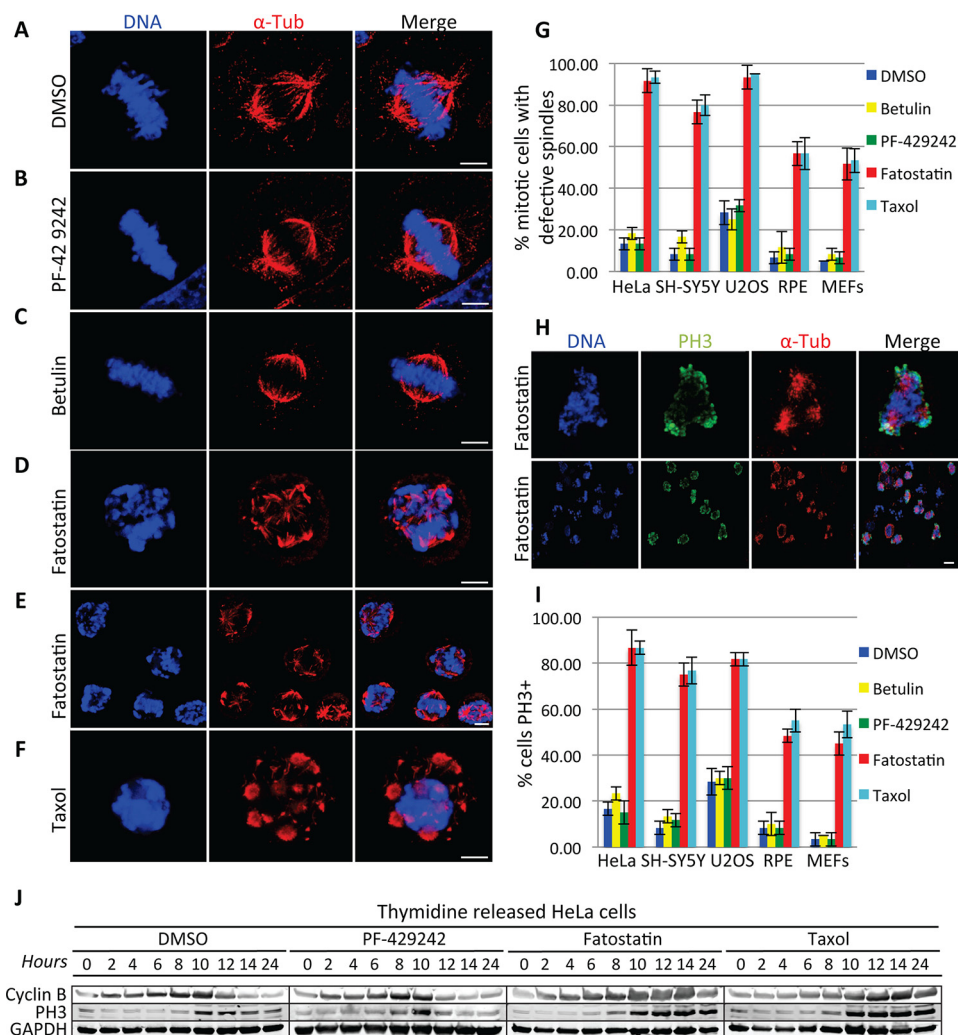 A
DNA
α-Tub
Merge
DMSO
B
PF-42 9242
C
Betulin
D
Fatostatin
E
Fatostatin
F
Taxol
G
% mitotic cells with
defective spindles
100.00
80.00
60.00
40.00
20.00
0.00
HeLa SH-SY5Y U2OS RPE MEFs
DMSO
Betulin
PF-429242
Fatostatin
Taxol
H
DNA
PH3
α-Tub
Merge
Fatostatin
Fatostatin
I
% cells PH3+
100.00
80.00
60.00
40.00
20.00
0.00
HeLa SH-SY5Y U2OS RPE MEFs
DMSO
Betulin
PF-429242
Fatostatin
Taxol
J
Thymidine released HeLa cells
DMSO PF-429242 Fatostatin Taxol
Hours 0 2 4 6 8 10 12 14 24 0 2 4 6 8 10 12 14 24 0 2 4 6 8 10 12 14 24 0 2 4 6 8 10 12 14 24
Cyclin B
PH3
GAPDH